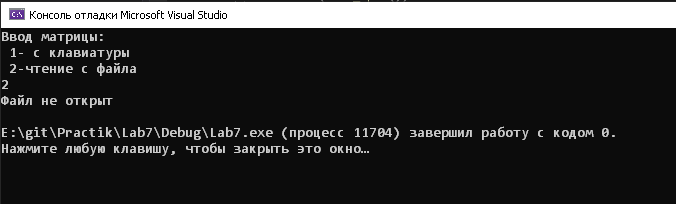 Консоль отладки Microsoft Visual Studio
Ввод матрицы:
1- с клавиатуры
2-чтение с файла
2
Файл не открыт
E:\git\Practik\Lab7\Debug\Lab7.exe (процесс 11704) завершил работу с кодом 0.
Нажмите любую клавишу, чтобы закрыть это окно…